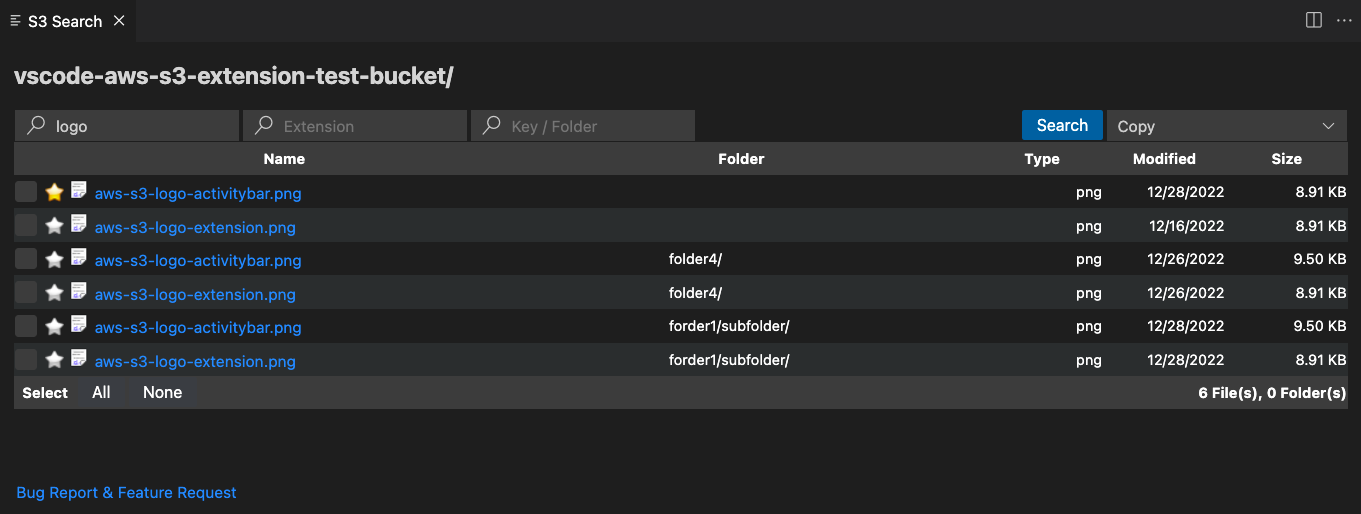 S3 Search
vscode-aws-s3-extension-test-bucket/
logo Extension Key / Folder Search Copy
Name Folder Type Modified Size
aws-s3-logo-activitybar.png png 12/28/2022 8.91 KB
aws-s3-logo-extension.png png 12/16/2022 8.91 KB
aws-s3-logo-activitybar.png folder4/ png 12/26/2022 9.50 KB
aws-s3-logo-extension.png folder4/ png 12/26/2022 8.91 KB
aws-s3-logo-activitybar.png forder1/subfolder/ png 12/28/2022 9.50 KB
aws-s3-logo-extension.png forder1/subfolder/ png 12/28/2022 8.91 KB
Select All None 6 File(s), 0 Folder(s)
Bug Report & Feature Request